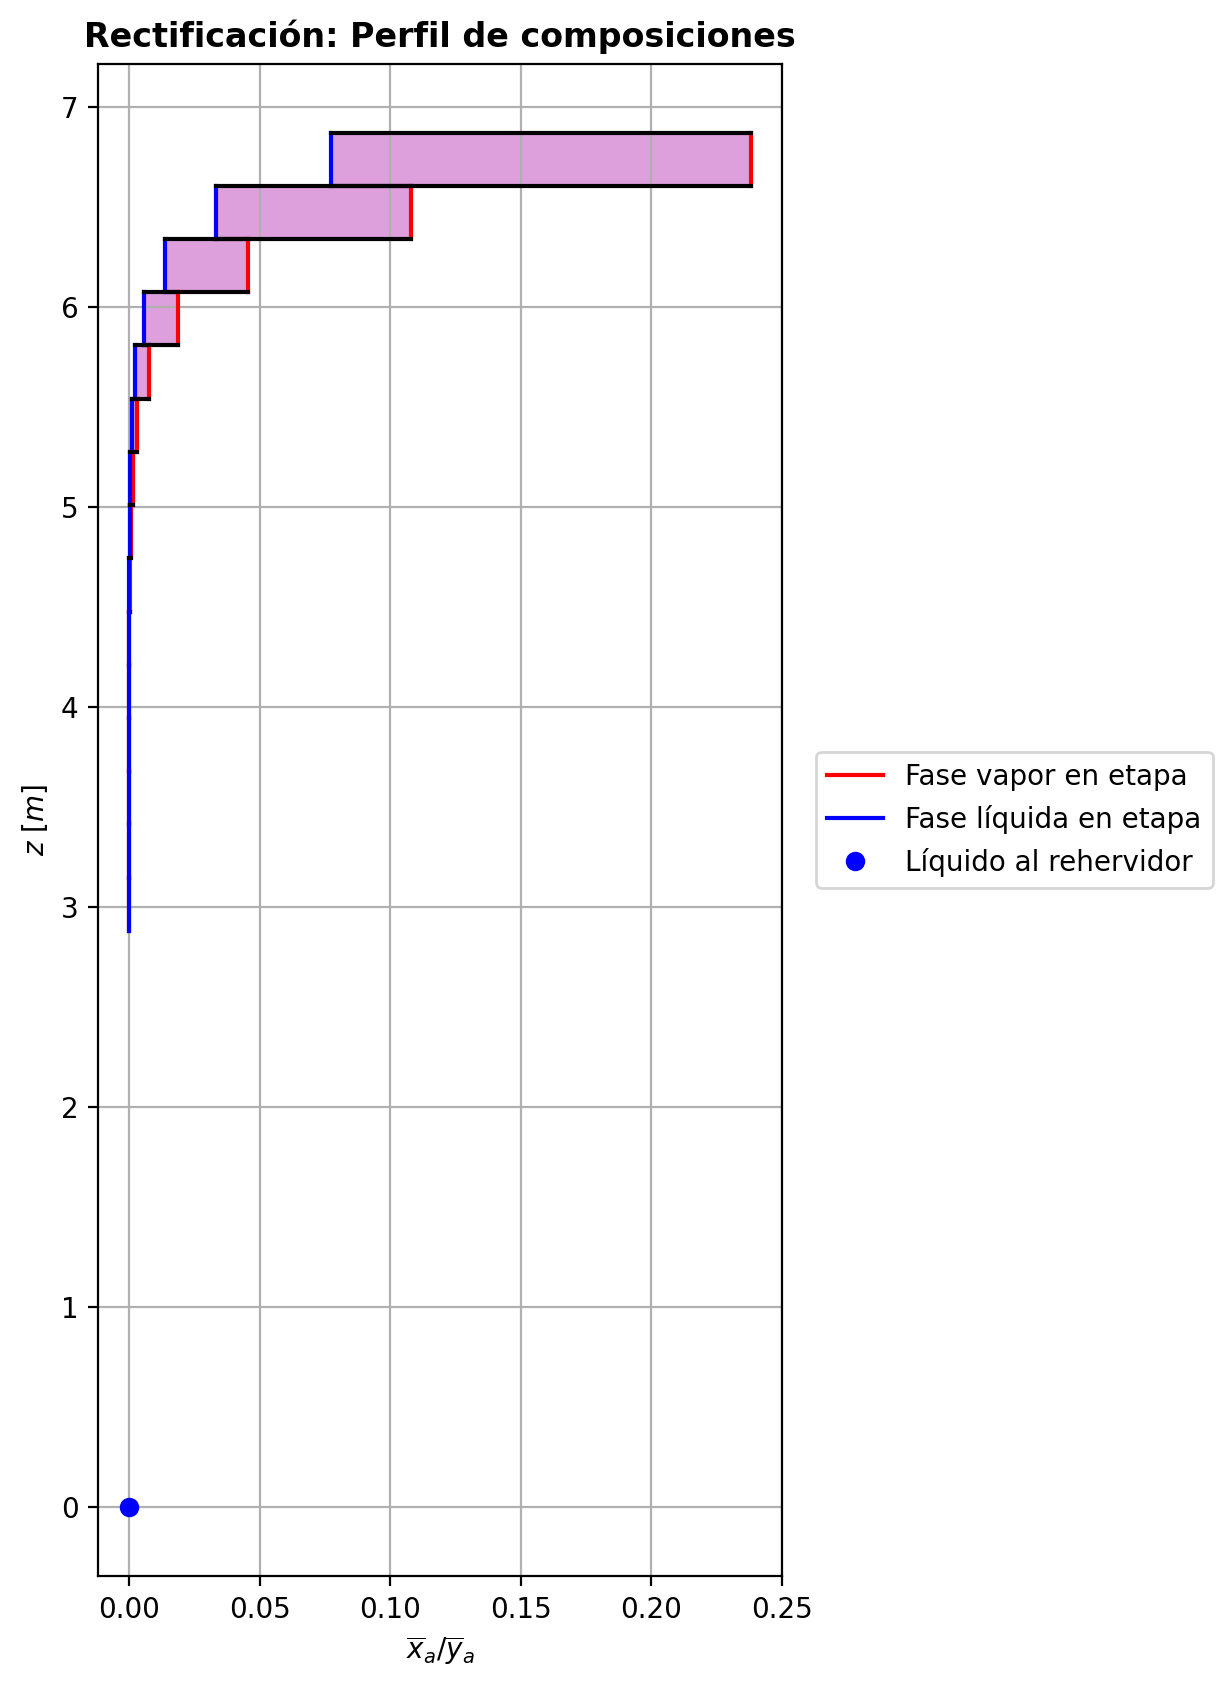 Rectificación: Perfil de composiciones
7
6
5
4
3
2
1
0
z [m]
0.00 0.05 0.10 0.15 0.20 0.25
x̅ₐ/y̅ₐ
Fase vapor en etapa
Fase líquida en etapa
Líquido al rehervidor